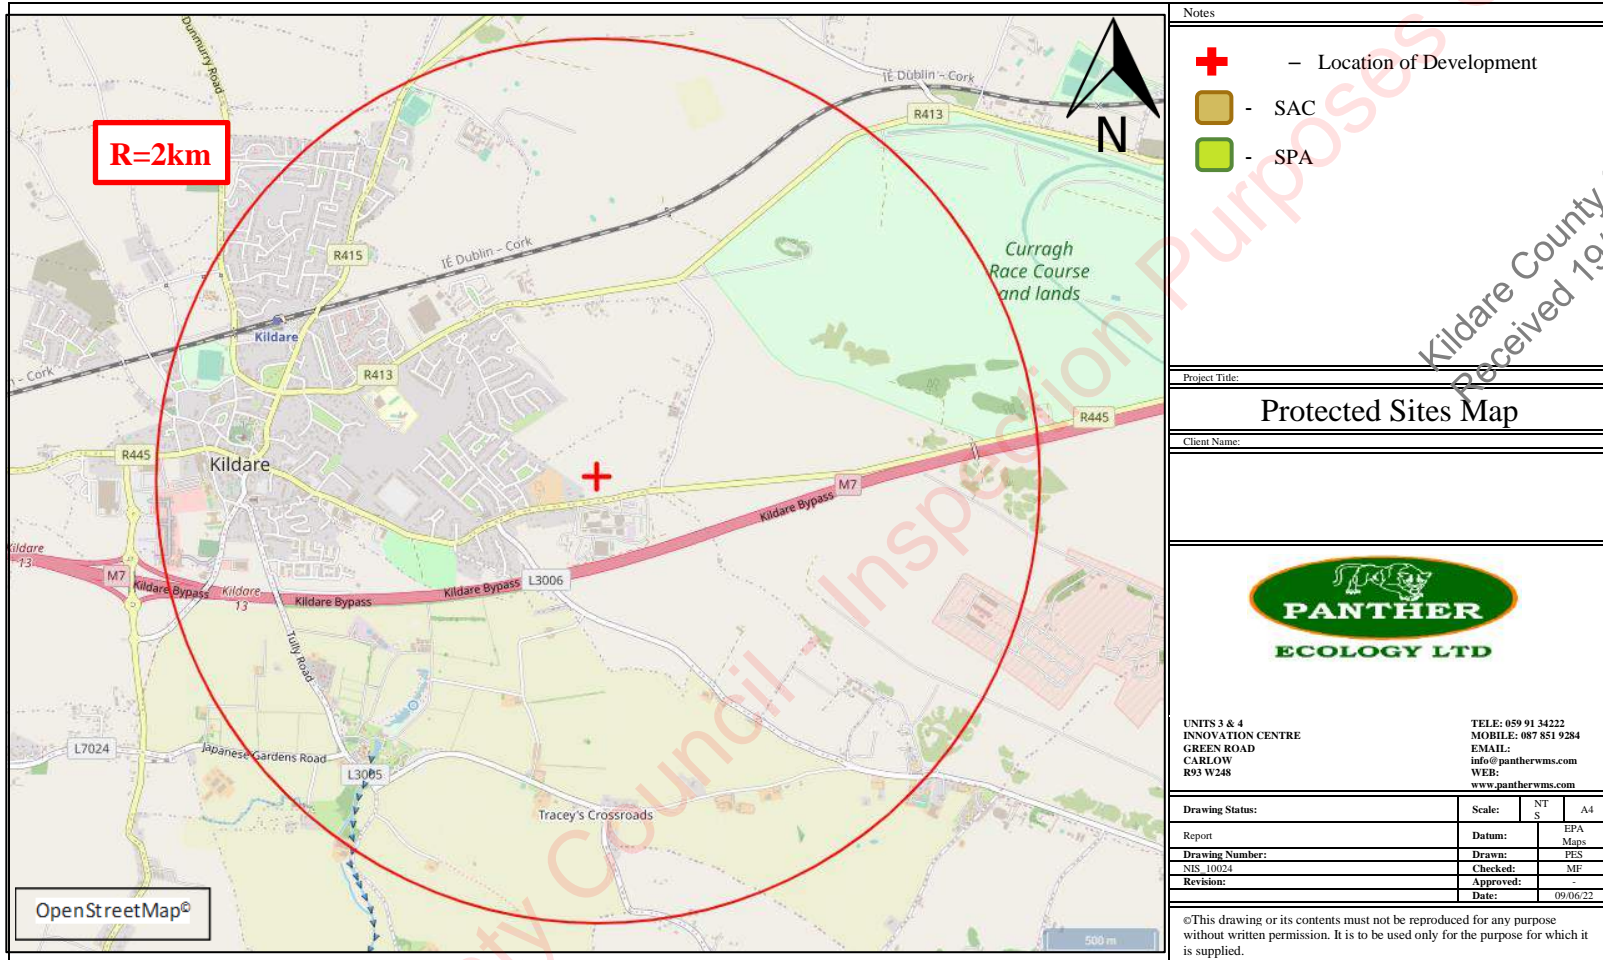 Dunmurry Road
R=2km
IÉ Dublin – Cork
R413
N
R415
IÉ Dublin – Cork
Curragh
Race Course
and lands
Kildare
- Cork
R413
R445
R445
Kildare
M7
Kildare Bypass
Kildare
13
M7
Kildare Bypass
Kildare
13
Kildare Bypass
Kildare Bypass
L3006
Tully Road
L7024
Japanese Gardens Road
L3005
Tracey's Crossroads
OpenStreetMap©
500 m
Notes
– Location of Development
- SAC
- SPA
Kildare County
Received 19
Project Title:
Protected Sites Map
Client Name:
PANTHER
ECOLOGY LTD
UNITS 3 & 4
INNOVATION CENTRE
GREEN ROAD
CARLOW
R93 W248
TELE: 059 91 34222
MOBILE: 087 851 9284
EMAIL:
info@pantherwms.com
WEB:
www.pantherwms.com
Drawing Status:
Scale: NT
S A4
Report
Datum: EPA
Maps
Drawing Number:
Drawn: PES
NIS_10024
Checked: MF
Revision:
Approved: -
Date: 09/06/22
©This drawing or its contents must not be reproduced for any purpose
without written permission. It is to be used only for the purpose for which it
is supplied.
ty Council - Inspection Purposes